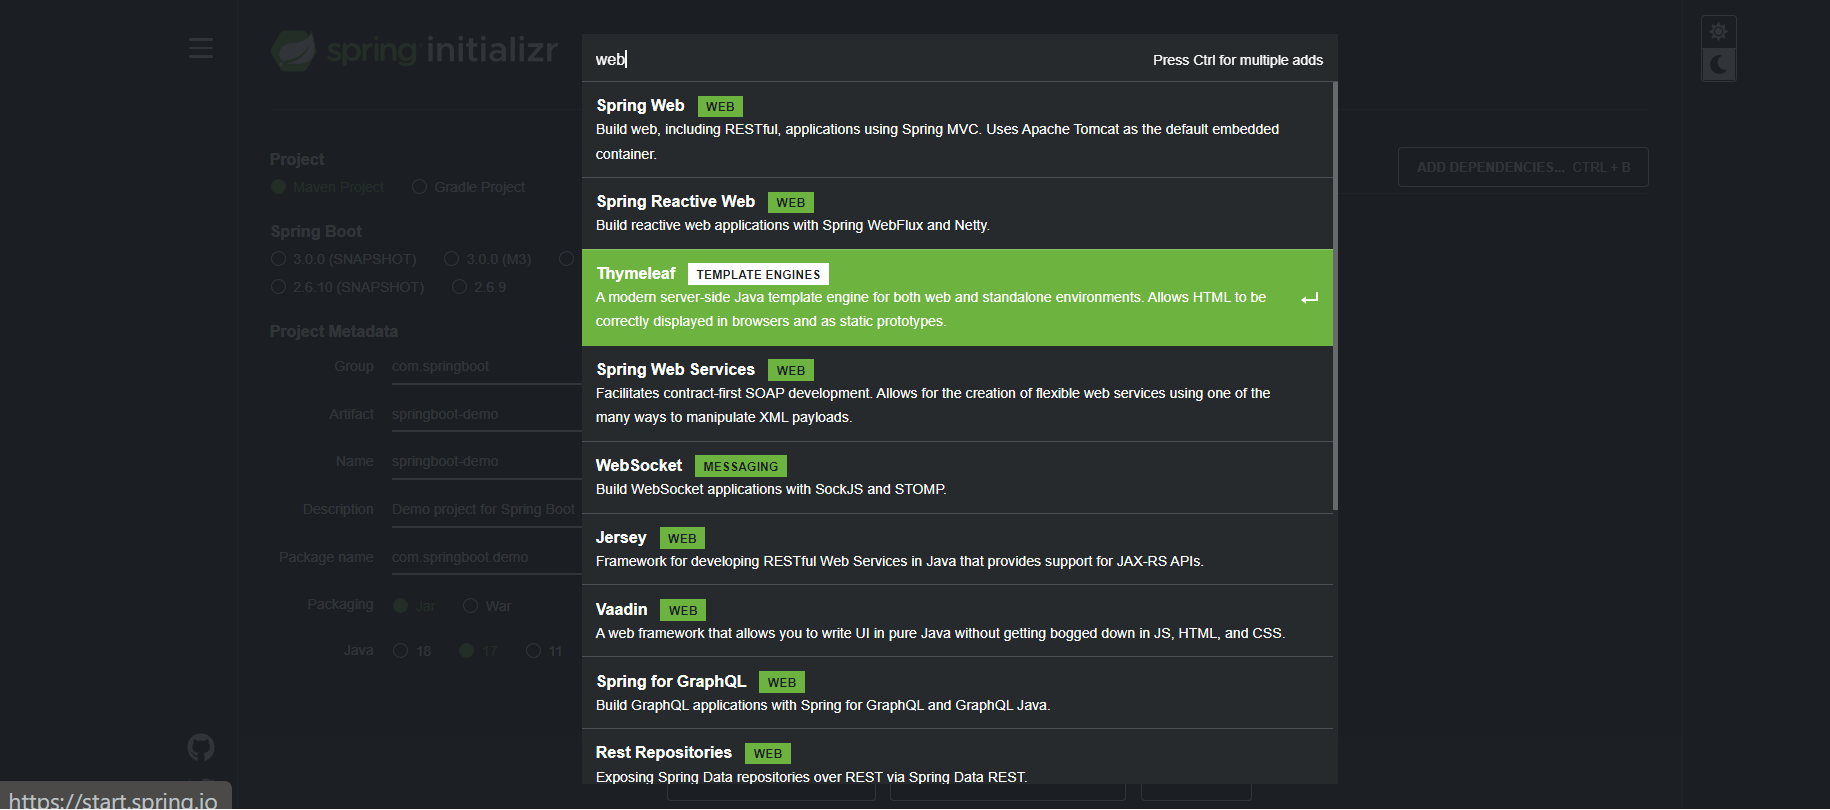 spring initializr
web
Press Ctrl for multiple adds
Spring Web WEB
Build web, including RESTful, applications using Spring MVC. Uses Apache Tomcat as the default embedded
container.
Spring Reactive Web WEB
Build reactive web applications with Spring WebFlux and Netty.
Thymeleaf TEMPLATE ENGINES
A modern server-side Java template engine for both web and standalone environments. Allows HTML to be
correctly displayed in browsers and as static prototypes.
Spring Web Services WEB
Facilitates contract-first SOAP development. Allows for the creation of flexible web services using one of the
many ways to manipulate XML payloads.
WebSocket MESSAGING
Build WebSocket applications with SockJS and STOMP.
Jersey WEB
Framework for developing RESTful Web Services in Java that provides support for JAX-RS APIs.
Vaadin WEB
A web framework that allows you to write UI in pure Java without getting bogged down in JS, HTML, and CSS.
Spring for GraphQL WEB
Build GraphQL applications with Spring for GraphQL and GraphQL Java.
Rest Repositories WEB
Exposing Spring Data repositories over REST via Spring Data REST.
Project
Maven Project Gradle Project
Spring Boot
3.0.0 (SNAPSHOT) 3.0.0 (M3)
2.6.10 (SNAPSHOT) 2.6.9
Project Metadata
Group com.springboot
Artifact springboot-demo
Name springboot-demo
Description Demo project for Spring Boot
Package name com.springboot.demo
Packaging Jar War
Java 18 17 11
ADD DEPENDENCIES... CTRL + B
https://start.spring.io